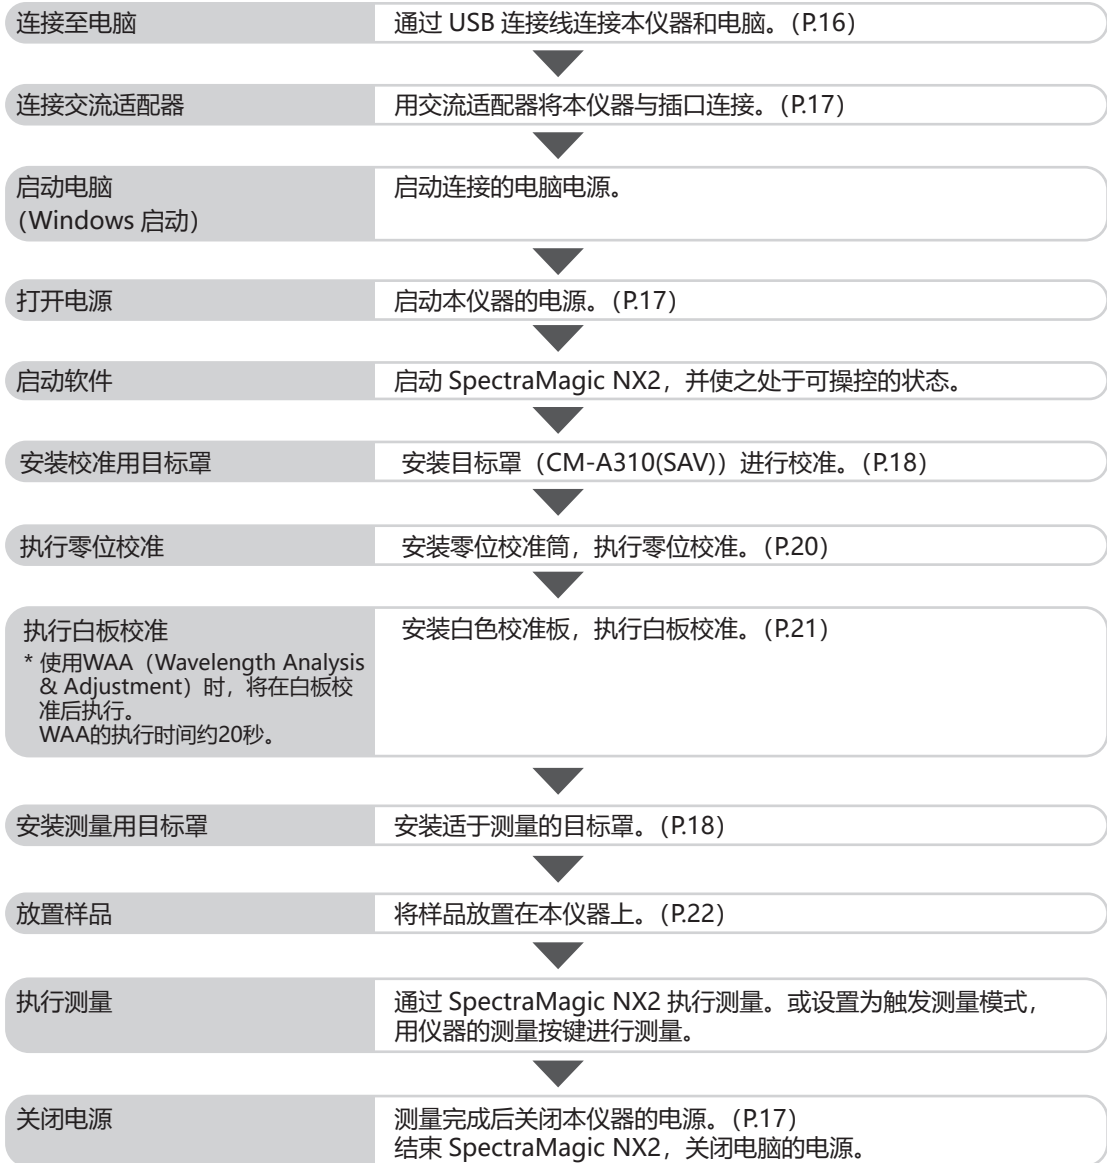 连接至电脑
通过 USB 连接线连接本仪器和电脑。（P.16）
连接交流适配器
用交流适配器将本仪器与插口连接。（P.17）
启动电脑
（Windows 启动）
启动连接的电脑电源。
打开电源
启动本仪器的电源。（P.17）
启动软件
启动 SpectraMagic NX2，并使之处于可操控的状态。
安装校准用目标罩
安装目标罩（CM-A310(SAV)）进行校准。（P.18）
执行零位校准
安装零位校准筒，执行零位校准。（P.20）
执行白板校准
* 使用WAA（Wavelength Analysis
& Adjustment）时，将在白板校
准后执行。
WAA的执行时间约20秒。
安装白色校准板，执行白板校准。（P.21）
安装测量用目标罩
安装适于测量的目标罩。（P.18）
放置样品
将样品放置在本仪器上。（P.22）
执行测量
通过 SpectraMagic NX2 执行测量。或设置为触发测量模式，
用仪器的测量按键进行测量。
关闭电源
测量完成后关闭本仪器的电源。（P.17）
结束 SpectraMagic NX2，关闭电脑的电源。